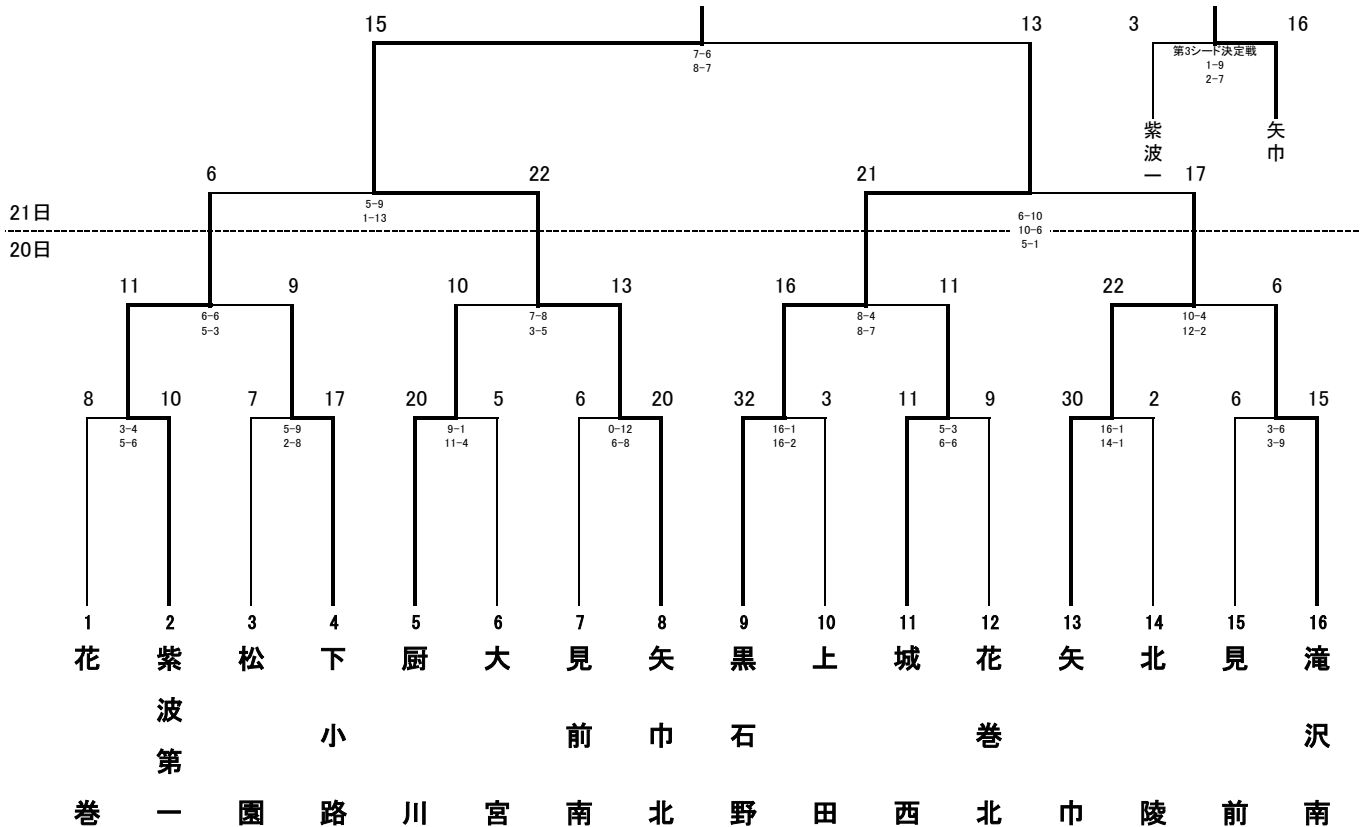 15 13 3 16
7-6
8-7
第3シード決定戦
1-9
2-7
紫波一
矢巾
6 22 21 17
5-9
1-13
6-10
10-6
5-1
21日
20日
11 9 10 13 16 11 22 6
6-6
5-3
7-8
3-5
8-4
8-7
10-4
12-2
8 10 7 17 20 5 6 20 32 3 11 9 30 2 6 15
3-4
5-6
5-9
2-8
9-1
11-4
0-12
6-8
16-1
16-2
5-3
6-6
16-1
14-1
3-6
3-9
1 2 3 4 5 6 7 8 9 10 11 12 13 14 15 16
花巻
紫波第一
松園
下小路
厨川
大宮
見前南
矢巾北
黒石野
上田
城西
花巻北
矢巾
北陵
見前
滝沢南